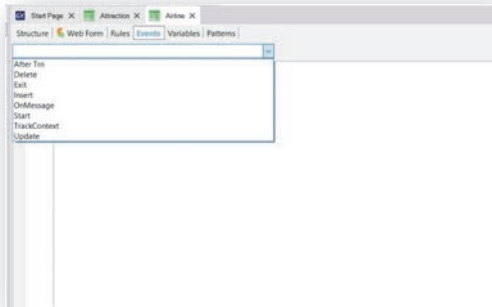 Start Page X Attraction X Airline X
Structure Web Form Rules Events Variables Patterns
After Trn
Delete
Exit
Insert
OnMessage
Start
TrackContext
Update